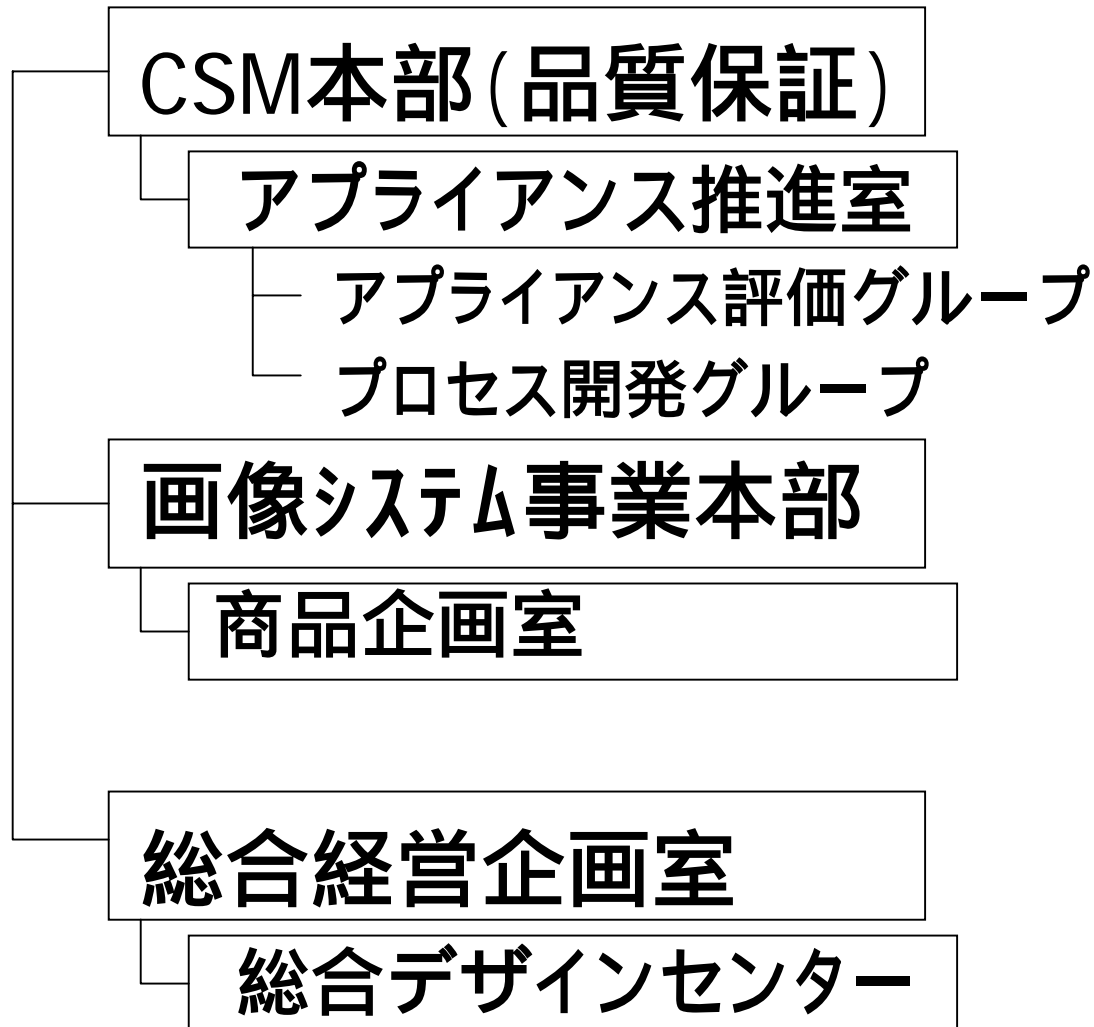 CSM本部(品質保証)
アプライアンス推進室
アプライアンス評価グループ
プロセス開発グループ
画像システム事業本部
商品企画室
総合経営企画室
総合デザインセンター